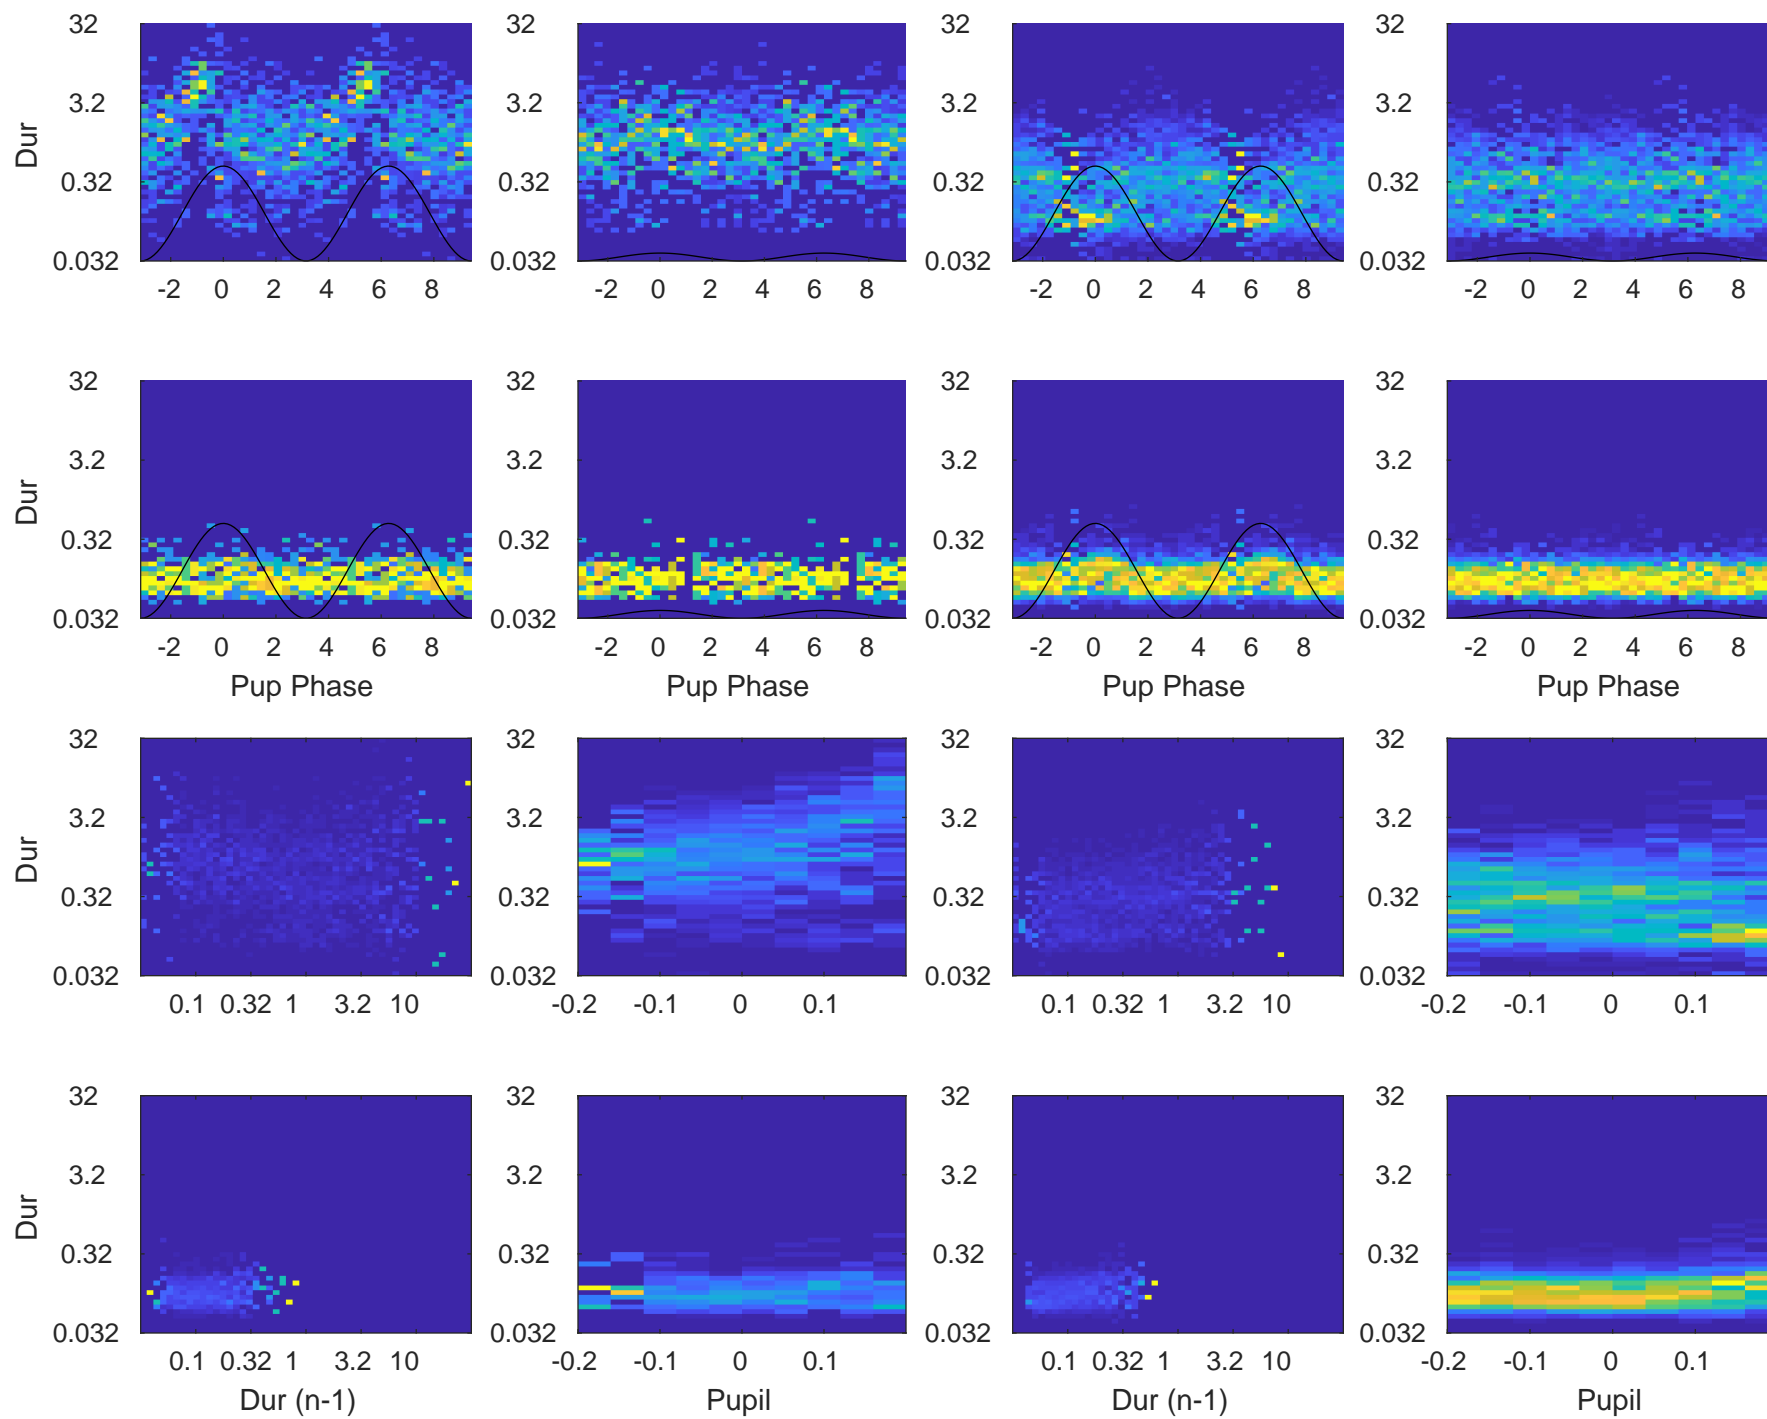 32 32 32 32
3.2 3.2 3.2 3.2
Dur
0.32 0.32 0.32 0.32
0.032 0.032 0.032 0.032
-2 0 2 4 6 8 -2 0 2 4 6 8 -2 0 2 4 6 8 -2 0 2 4 6 8
32 32 32 32
3.2 3.2 3.2 3.2
Dur
0.32 0.32 0.32 0.32
0.032 0.032 0.032 0.032
-2 0 2 4 6 8 -2 0 2 4 6 8 -2 0 2 4 6 8 -2 0 2 4 6 8
Pup Phase Pup Phase Pup Phase Pup Phase
32 32 32 32
3.2 3.2 3.2 3.2
Dur
0.32 0.32 0.32 0.32
0.032 0.032 0.032 0.032
0.1 0.32 1 3.2 10 -0.2 -0.1 0 0.1 0.1 0.32 1 3.2 10 -0.2 -0.1 0 0.1
32 32 32 32
3.2 3.2 3.2 3.2
Dur
0.32 0.32 0.32 0.32
0.032 0.032 0.032 0.032
0.1 0.32 1 3.2 10 -0.2 -0.1 0 0.1 0.1 0.32 1 3.2 10 -0.2 -0.1 0 0.1
Dur (n-1) Pupil Dur (n-1) Pupil